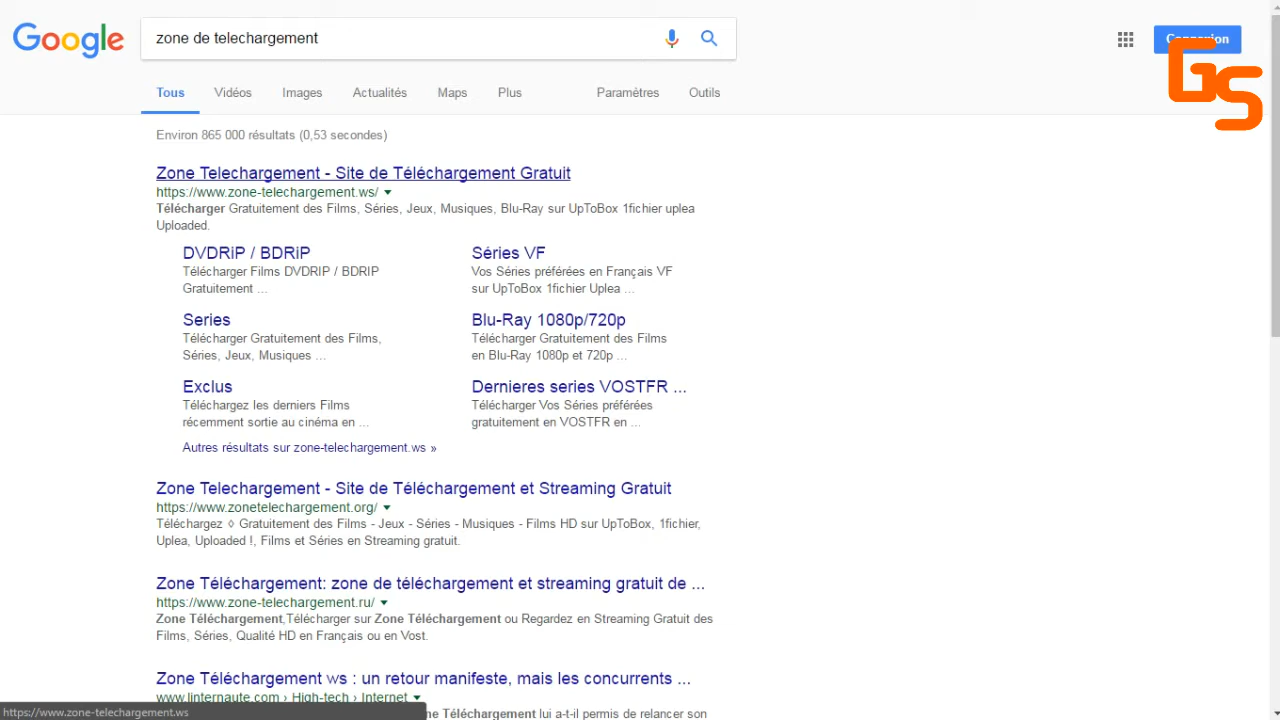 Google
zone de telechargement
Connexion
GS
Tous Vidéos Images Actualités Maps Plus Paramètres Outils
Environ 865 000 résultats (0,53 secondes)
Zone Telechargement - Site de Téléchargement Gratuit
https://www.zone-telechargement.ws/
Télécharger Gratuitement des Films, Séries, Jeux, Musiques, Blu-Ray sur UpToBox 1fichier uplea
Uploaded.
DVDRiP / BDRiP
Télécharger Films DVDRIP / BDRIP
Gratuitement ...
Séries VF
Vos Séries préférées en Français VF
sur UpToBox 1fichier Uplea ...
Series
Télécharger Gratuitement des Films,
Séries, Jeux, Musiques ...
Blu-Ray 1080p/720p
Télécharger Gratuitement des Films
en Blu-Ray 1080p et 720p ...
Exclus
Téléchargez les derniers Films
récemment sortie au cinéma en ...
Dernieres series VOSTFR ...
Télécharger Vos Séries préférées
gratuitement en VOSTFR en ...
Autres résultats sur zone-telechargement.ws »
Zone Telechargement - Site de Téléchargement et Streaming Gratuit
https://www.zonetelechargement.org/
Téléchargez ◊ Gratuitement des Films - Jeux - Séries - Musiques - Films HD sur UpToBox, 1fichier,
Uplea, Uploaded !, Films et Séries en Streaming gratuit.
Zone Téléchargement: zone de téléchargement et streaming gratuit de ...
https://www.zone-telechargement.ru/
Zone Téléchargement,Télécharger sur Zone Téléchargement ou Regardez en Streaming Gratuit des
Films, Séries, Qualité HD en Français ou en Vost.
Zone Téléchargement ws : un retour manifeste, mais les concurrents ...
www.linternaute.com › High-tech › Internet
Téléchargement lui a-t-il permis de relancer son
https://www.zone-telechargement.ws